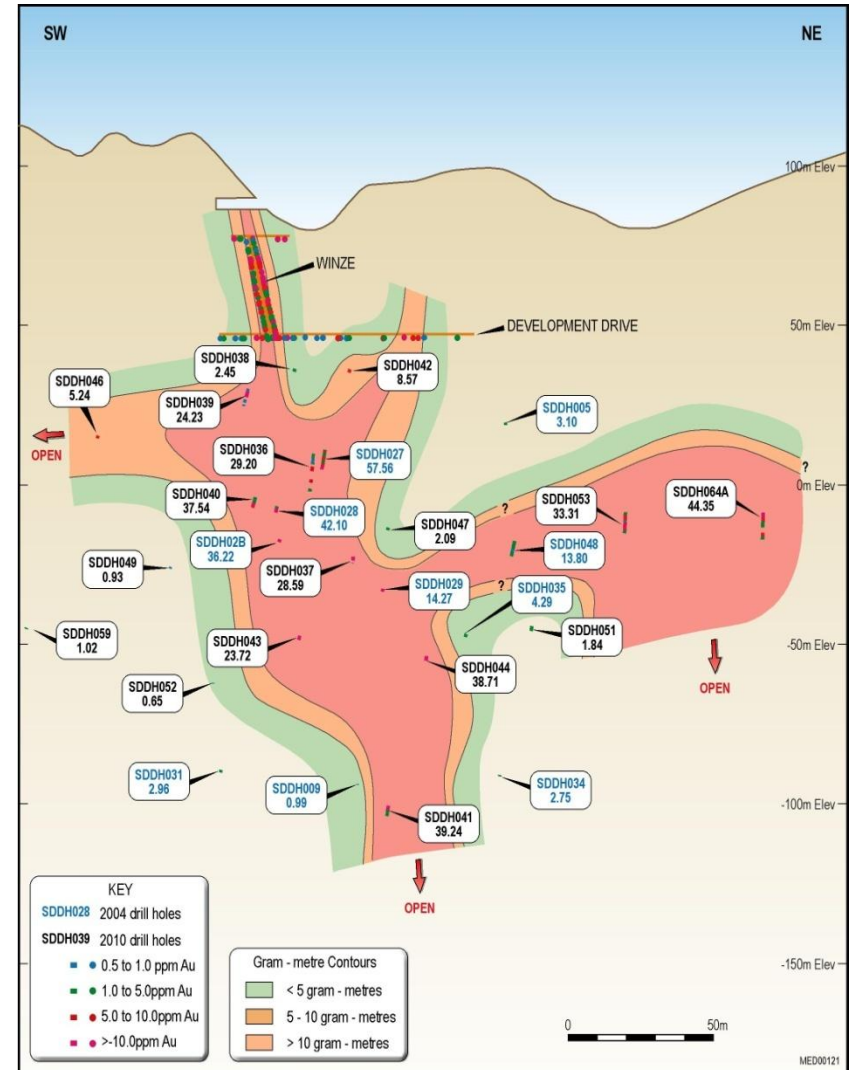 SW
NE
100m Elev
WINZE
50m Elev
DEVELOPMENT DRIVE
SDDH038
2.45
SDDH042
8.57
SDDH046
5.24
SDDH039
24.23
SDDH005
3.10
OPEN
SDDH036
29.20
SDDH027
57.56
?
0m Elev
SDDH040
37.54
SDDH028
42.10
?
SDDH053
33.31
SDDH064A
44.35
SDDH047
2.09
SDDH02B
36.22
SDDH048
13.80
SDDH049
0.93
SDDH037
28.59
SDDH029
14.27
?
SDDH035
4.29
SDDH059
1.02
SDDH043
23.72
SDDH051
1.84
-50m Elev
SDDH044
38.71
OPEN
SDDH052
0.65
SDDH031
2.96
SDDH009
0.99
SDDH034
2.75
-100m Elev
SDDH041
39.24
OPEN
KEY
SDDH028 2004 drill holes
SDDH039 2010 drill holes
0.5 to 1.0 ppm Au
1.0 to 5.0ppm Au
5.0 to 10.0ppm Au
>-10.0ppm Au
Gram - metre Contours
< 5 gram - metres
5 - 10 gram - metres
> 10 gram - metres
-150m Elev
0 50m
MED00121